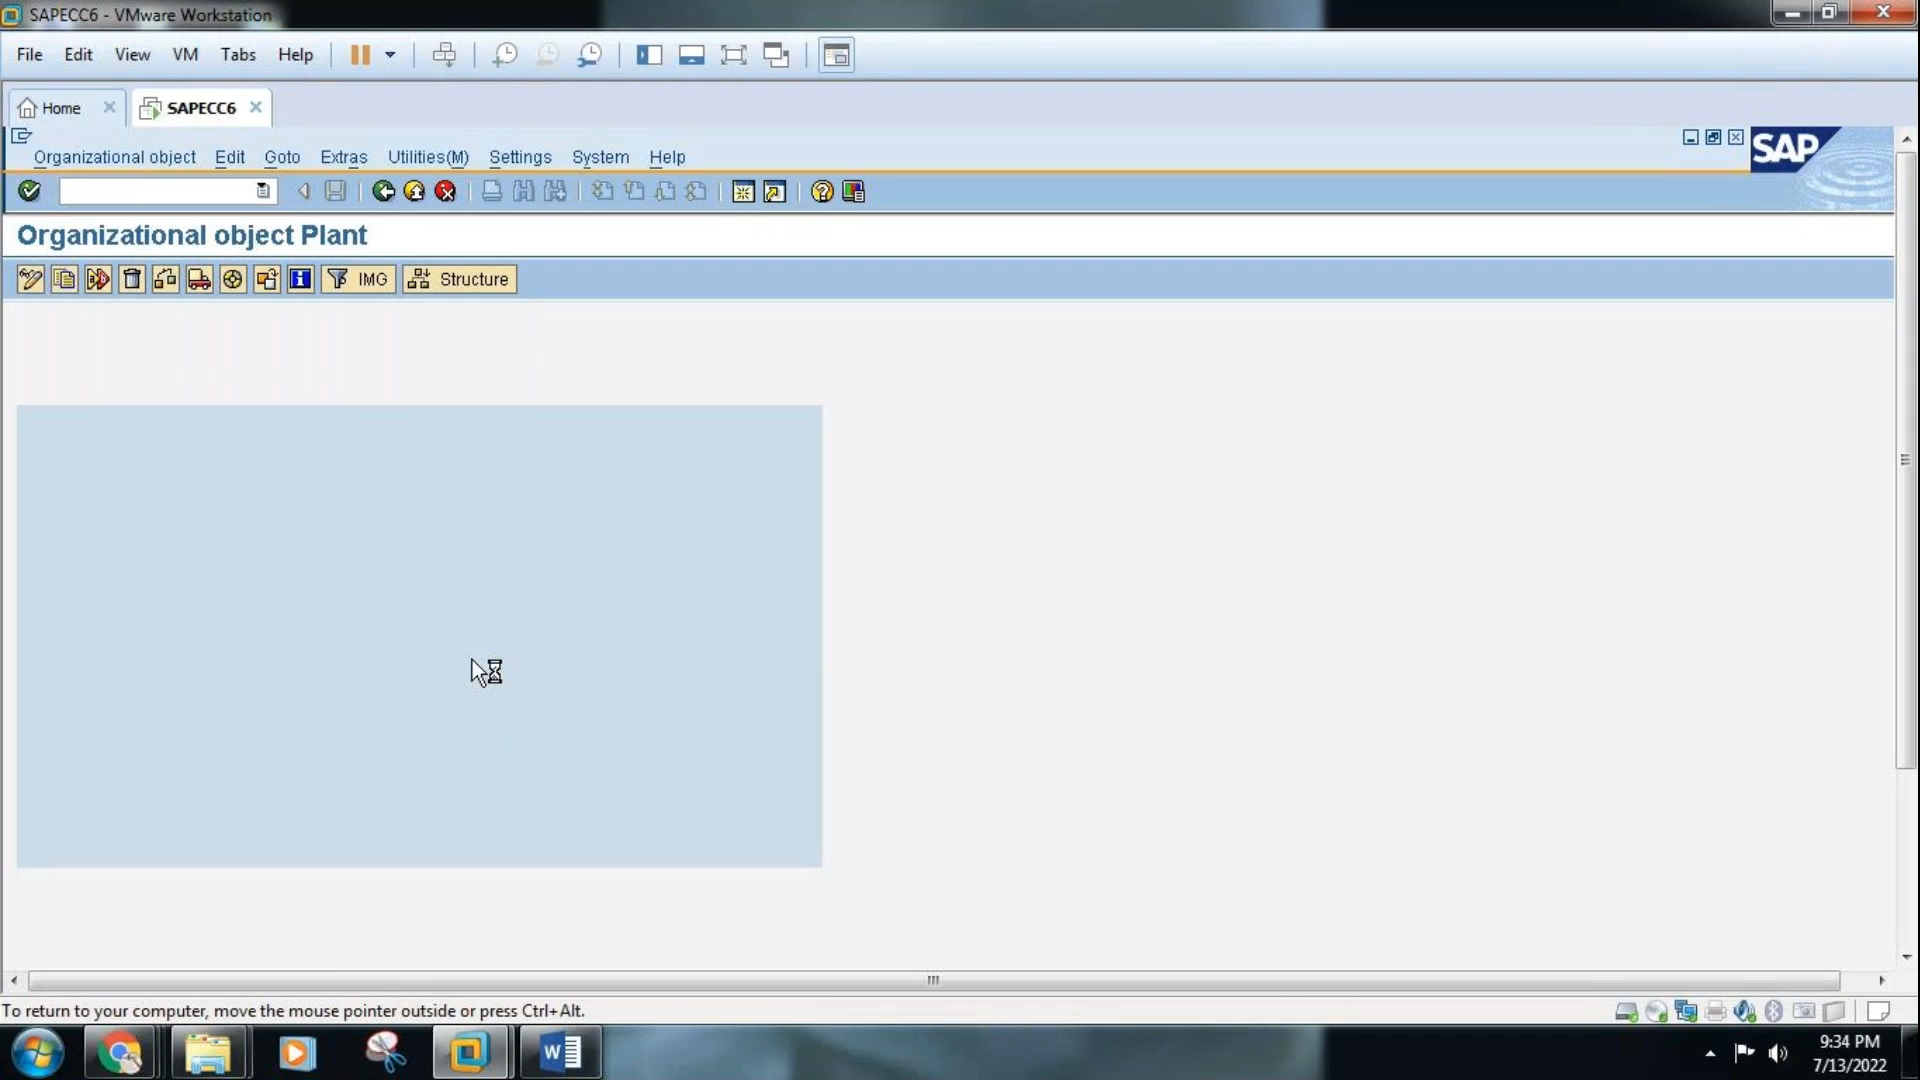 SAPECC6 - VMware Workstation
File Edit View VM Tabs Help
Home SAPECC6
Organizational object Edit Goto Extras Utilities(M) Settings System Help
SAP
Organizational object Plant
IMG Structure
To return to your computer, move the mouse pointer outside or press Ctrl+Alt.
9:34 PM
7/13/2022